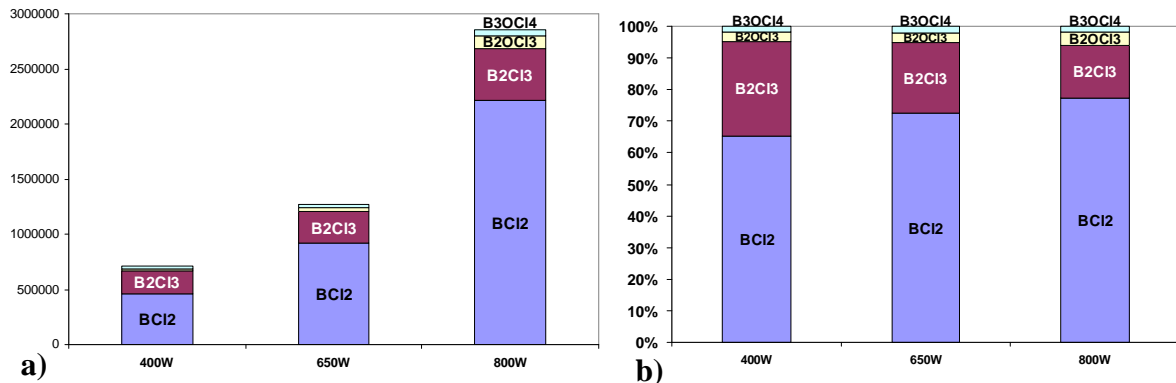 3000000
2500000
2000000
1500000
1000000
500000
0
B3OCl4
B2OCl3
B2Cl3
BCl2
B2Cl3
BCl2
B2Cl3
BCl2
400W
650W
800W
a)
100%
90%
80%
70%
60%
50%
40%
30%
20%
10%
0%
B3OCl4
B3OCl4
B3OCl4
B2OCl3
B2OCl3
B2OCl3
B2Cl3
B2Cl3
B2Cl3
BCl2
BCl2
BCl2
400W
650W
800W
b)